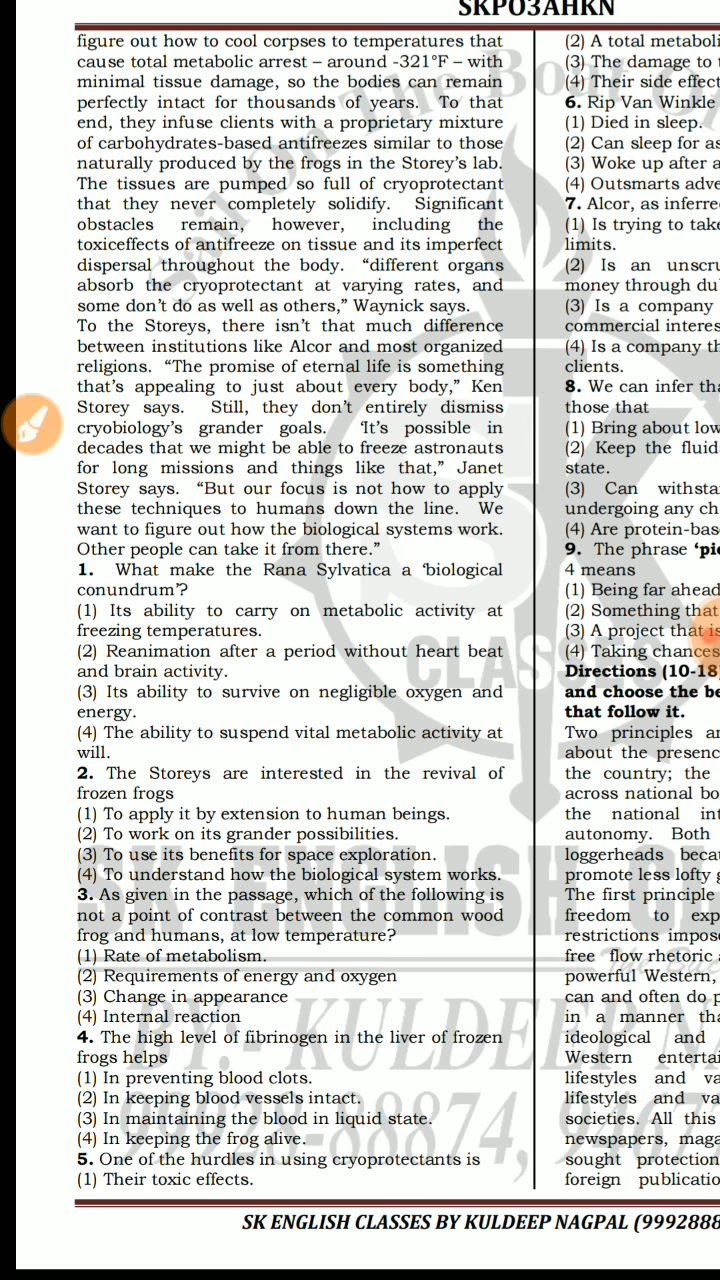 SKPO3AHKN
figure out how to cool corpses to temperatures that
cause total metabolic arrest – around -321°F – with
minimal tissue damage, so the bodies can remain
perfectly intact for thousands of years. To that
end, they infuse clients with a proprietary mixture
of carbohydrates-based antifreezes similar to those
naturally produced by the frogs in the Storey's lab.
The tissues are pumped so full of cryoprotectant
that they never completely solidify. Significant
obstacles remain, however, including the
toxiceffects of antifreeze on tissue and its imperfect
dispersal throughout the body. “different organs
absorb the cryoprotectant at varying rates, and
some don't do as well as others,” Waynick says.
To the Storeys, there isn't that much difference
between institutions like Alcor and most organized
religions. “The promise of eternal life is something
that's appealing to just about every body,” Ken
Storey says. Still, they don't entirely dismiss
cryobiology's grander goals. 'It's possible in
decades that we might be able to freeze astronauts
for long missions and things like that,” Janet
Storey says. “But our focus is not how to apply
these techniques to humans down the line. We
want to figure out how the biological systems work.
Other people can take it from there.”
1. What make the Rana Sylvatica a 'biological
conundrum'?
(1) Its ability to carry on metabolic activity at
freezing temperatures.
(2) Reanimation after a period without heart beat
and brain activity.
(3) Its ability to survive on negligible oxygen and
energy.
(4) The ability to suspend vital metabolic activity at
will.
2. The Storeys are interested in the revival of
frozen frogs
(1) To apply it by extension to human beings.
(2) To work on its grander possibilities.
(3) To use its benefits for space exploration.
(4) To understand how the biological system works.
3. As given in the passage, which of the following is
not a point of contrast between the common wood
frog and humans, at low temperature?
(1) Rate of metabolism.
(2) Requirements of energy and oxygen
(3) Change in appearance
(4) Internal reaction
4. The high level of fibrinogen in the liver of frozen
frogs helps
(1) In preventing blood clots.
(2) In keeping blood vessels intact.
(3) In maintaining the blood in liquid state.
(4) In keeping the frog alive.
5. One of the hurdles in using cryoprotectants is
(1) Their toxic effects.
(2) A total metaboli
(3) The damage to
(4) Their side effect
6. Rip Van Winkle
(1) Died in sleep.
(2) Can sleep for as
(3) Woke up after a
(4) Outsmarts adve
7. Alcor, as inferre
(1) Is trying to take
limits.
(2) Is an unscru
money through du
(3) Is a company
commercial interes
(4) Is a company th
clients.
8. We can infer tha
those that
(1) Bring about low
(2) Keep the fluid
state.
(3) Can withsta
undergoing any ch
(4) Are protein-bas
9. The phrase 'pie
4 means
(1) Being far ahead
(2) Something that
(3) A project that is
(4) Taking chances
Directions (10-18)
and choose the be
that follow it.
Two principles ar
about the presenc
the country; the
across national bo
the national int
autonomy. Both
loggerheads becau
promote less lofty g
The first principle
freedom to exp
restrictions impose
free flow rhetoric a
powerful Western,
can and often do p
in a manner tha
ideological and
Western entertai
lifestyles and va
lifestyles and va
societies. All this
newspapers, maga
sought protection
foreign publicatio
SK ENGLISH CLASSES BY KULDEEP NAGPAL (9992888
Sail On The Boat Of
CLASSES
SK ENGLISH CL
The Bac
BY:- KULDEEP NA
99928-88874, 9467